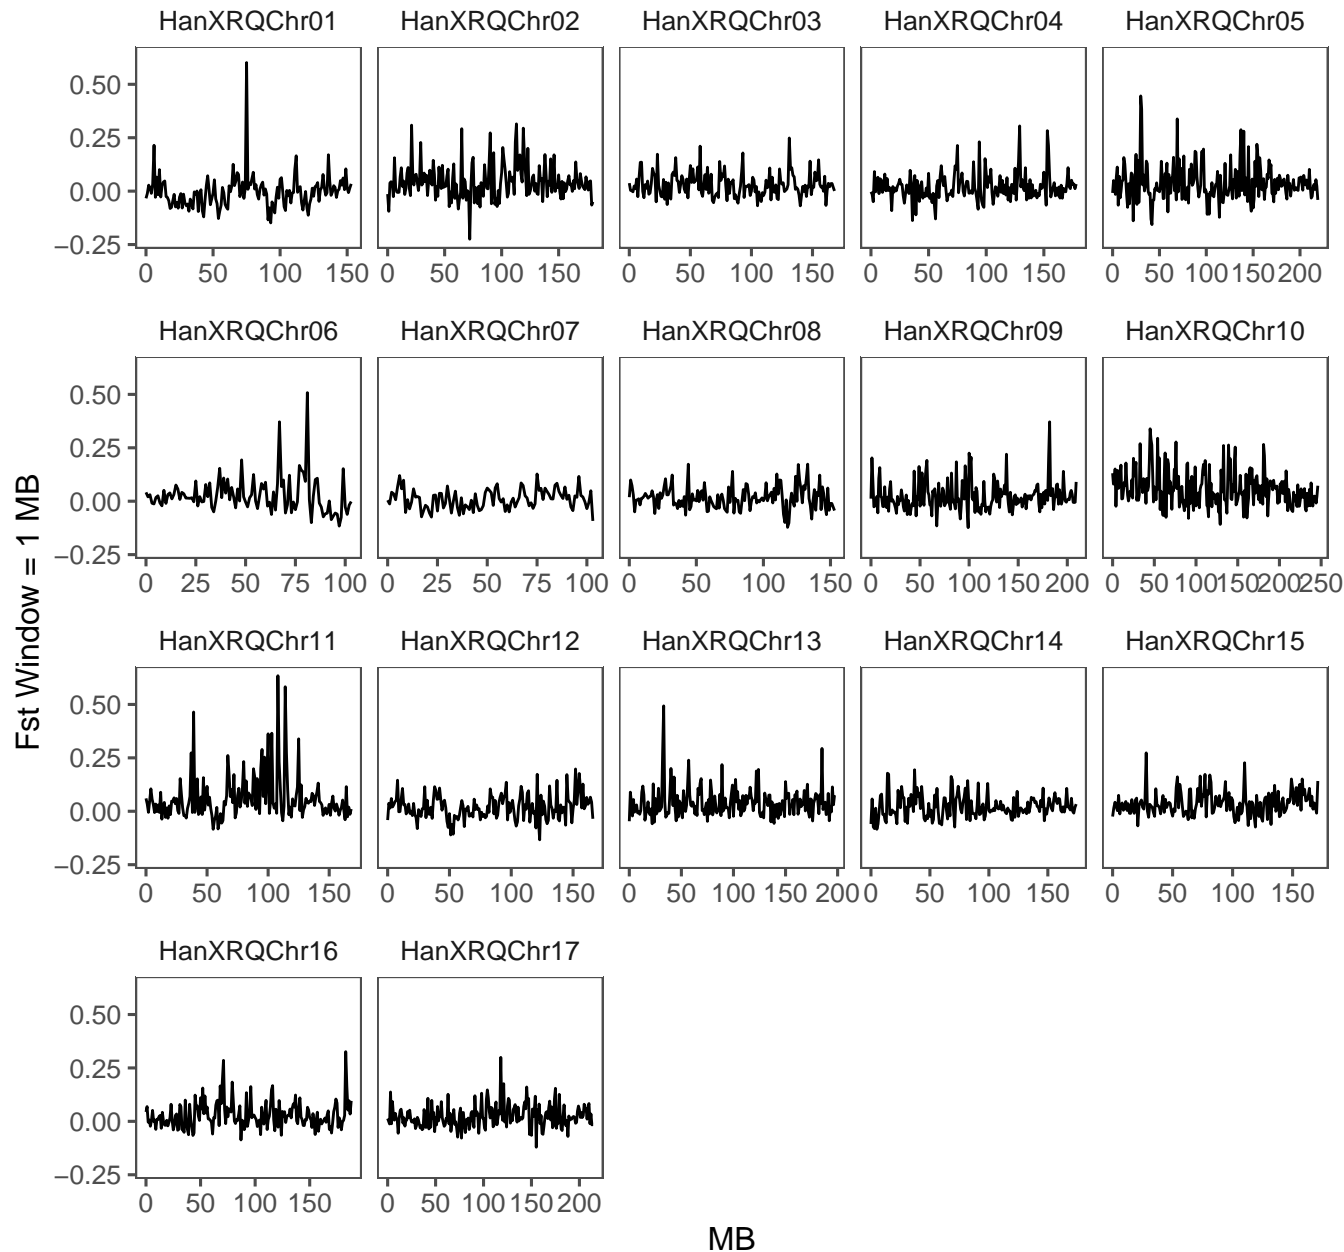 HanXRQChr01 HanXRQChr02 HanXRQChr03 HanXRQChr04 HanXRQChr05
0.50
0.25
0.00
−0.25
0 50 100 150 0 50 100 150 0 50 100 150 0 50 100 150 0 50 100 150 200
HanXRQChr06 HanXRQChr07 HanXRQChr08 HanXRQChr09 HanXRQChr10
0.50
0.25
0.00
−0.25
0 25 50 75 100 0 25 50 75 100 0 50 100 150 0 50 100 150 200 0 50 100 150 200 250
Fst Window = 1 MB
HanXRQChr11 HanXRQChr12 HanXRQChr13 HanXRQChr14 HanXRQChr15
0.50
0.25
0.00
−0.25
0 50 100 150 0 50 100 150 0 50 100 150 200 0 50 100 150 0 50 100 150
HanXRQChr16 HanXRQChr17
0.50
0.25
0.00
−0.25
0 50 100 150 0 50 100 150 200
MB